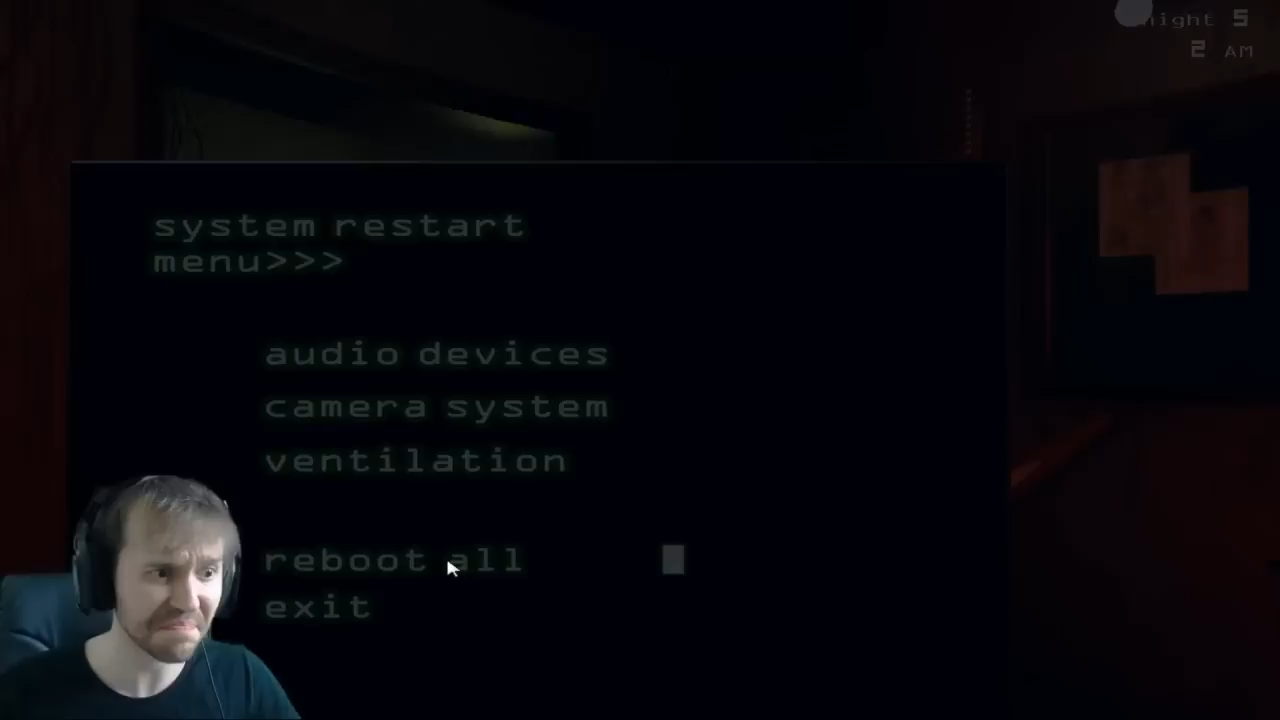 night 5
2 AM
system restart
menu>>>
audio devices
camera system
ventilation
reboot all
exit